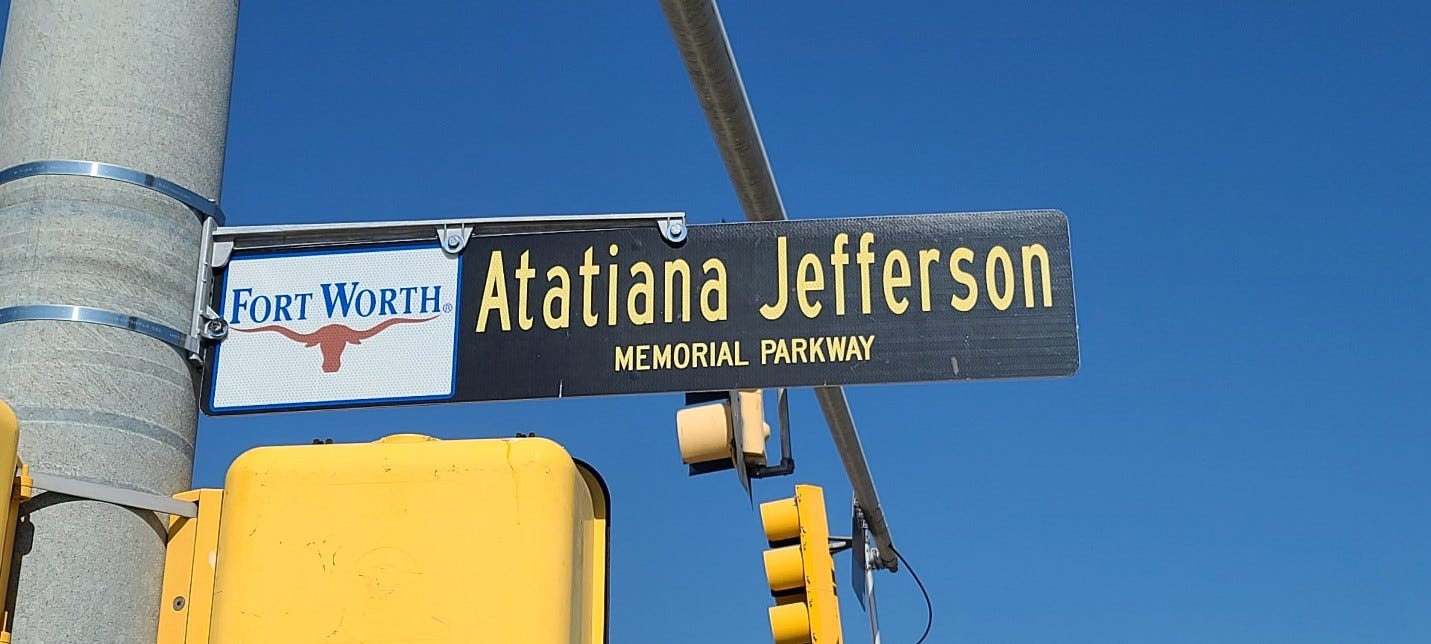 FORT WORTH®
Atatiana Jefferson
MEMORIAL PARKWAY